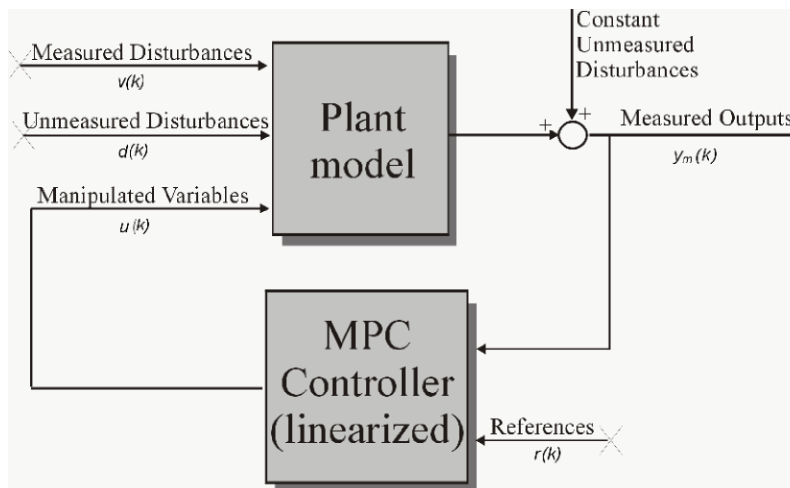 Constant
Unmeasured
Disturbances
Measured Disturbances
v(k)
Unmeasured Disturbances
d(k)
Manipulated Variables
u(k)
Plant
model
+
+
Measured Outputs
ym(k)
MPC
Controller
(linearized)
References
r(k)